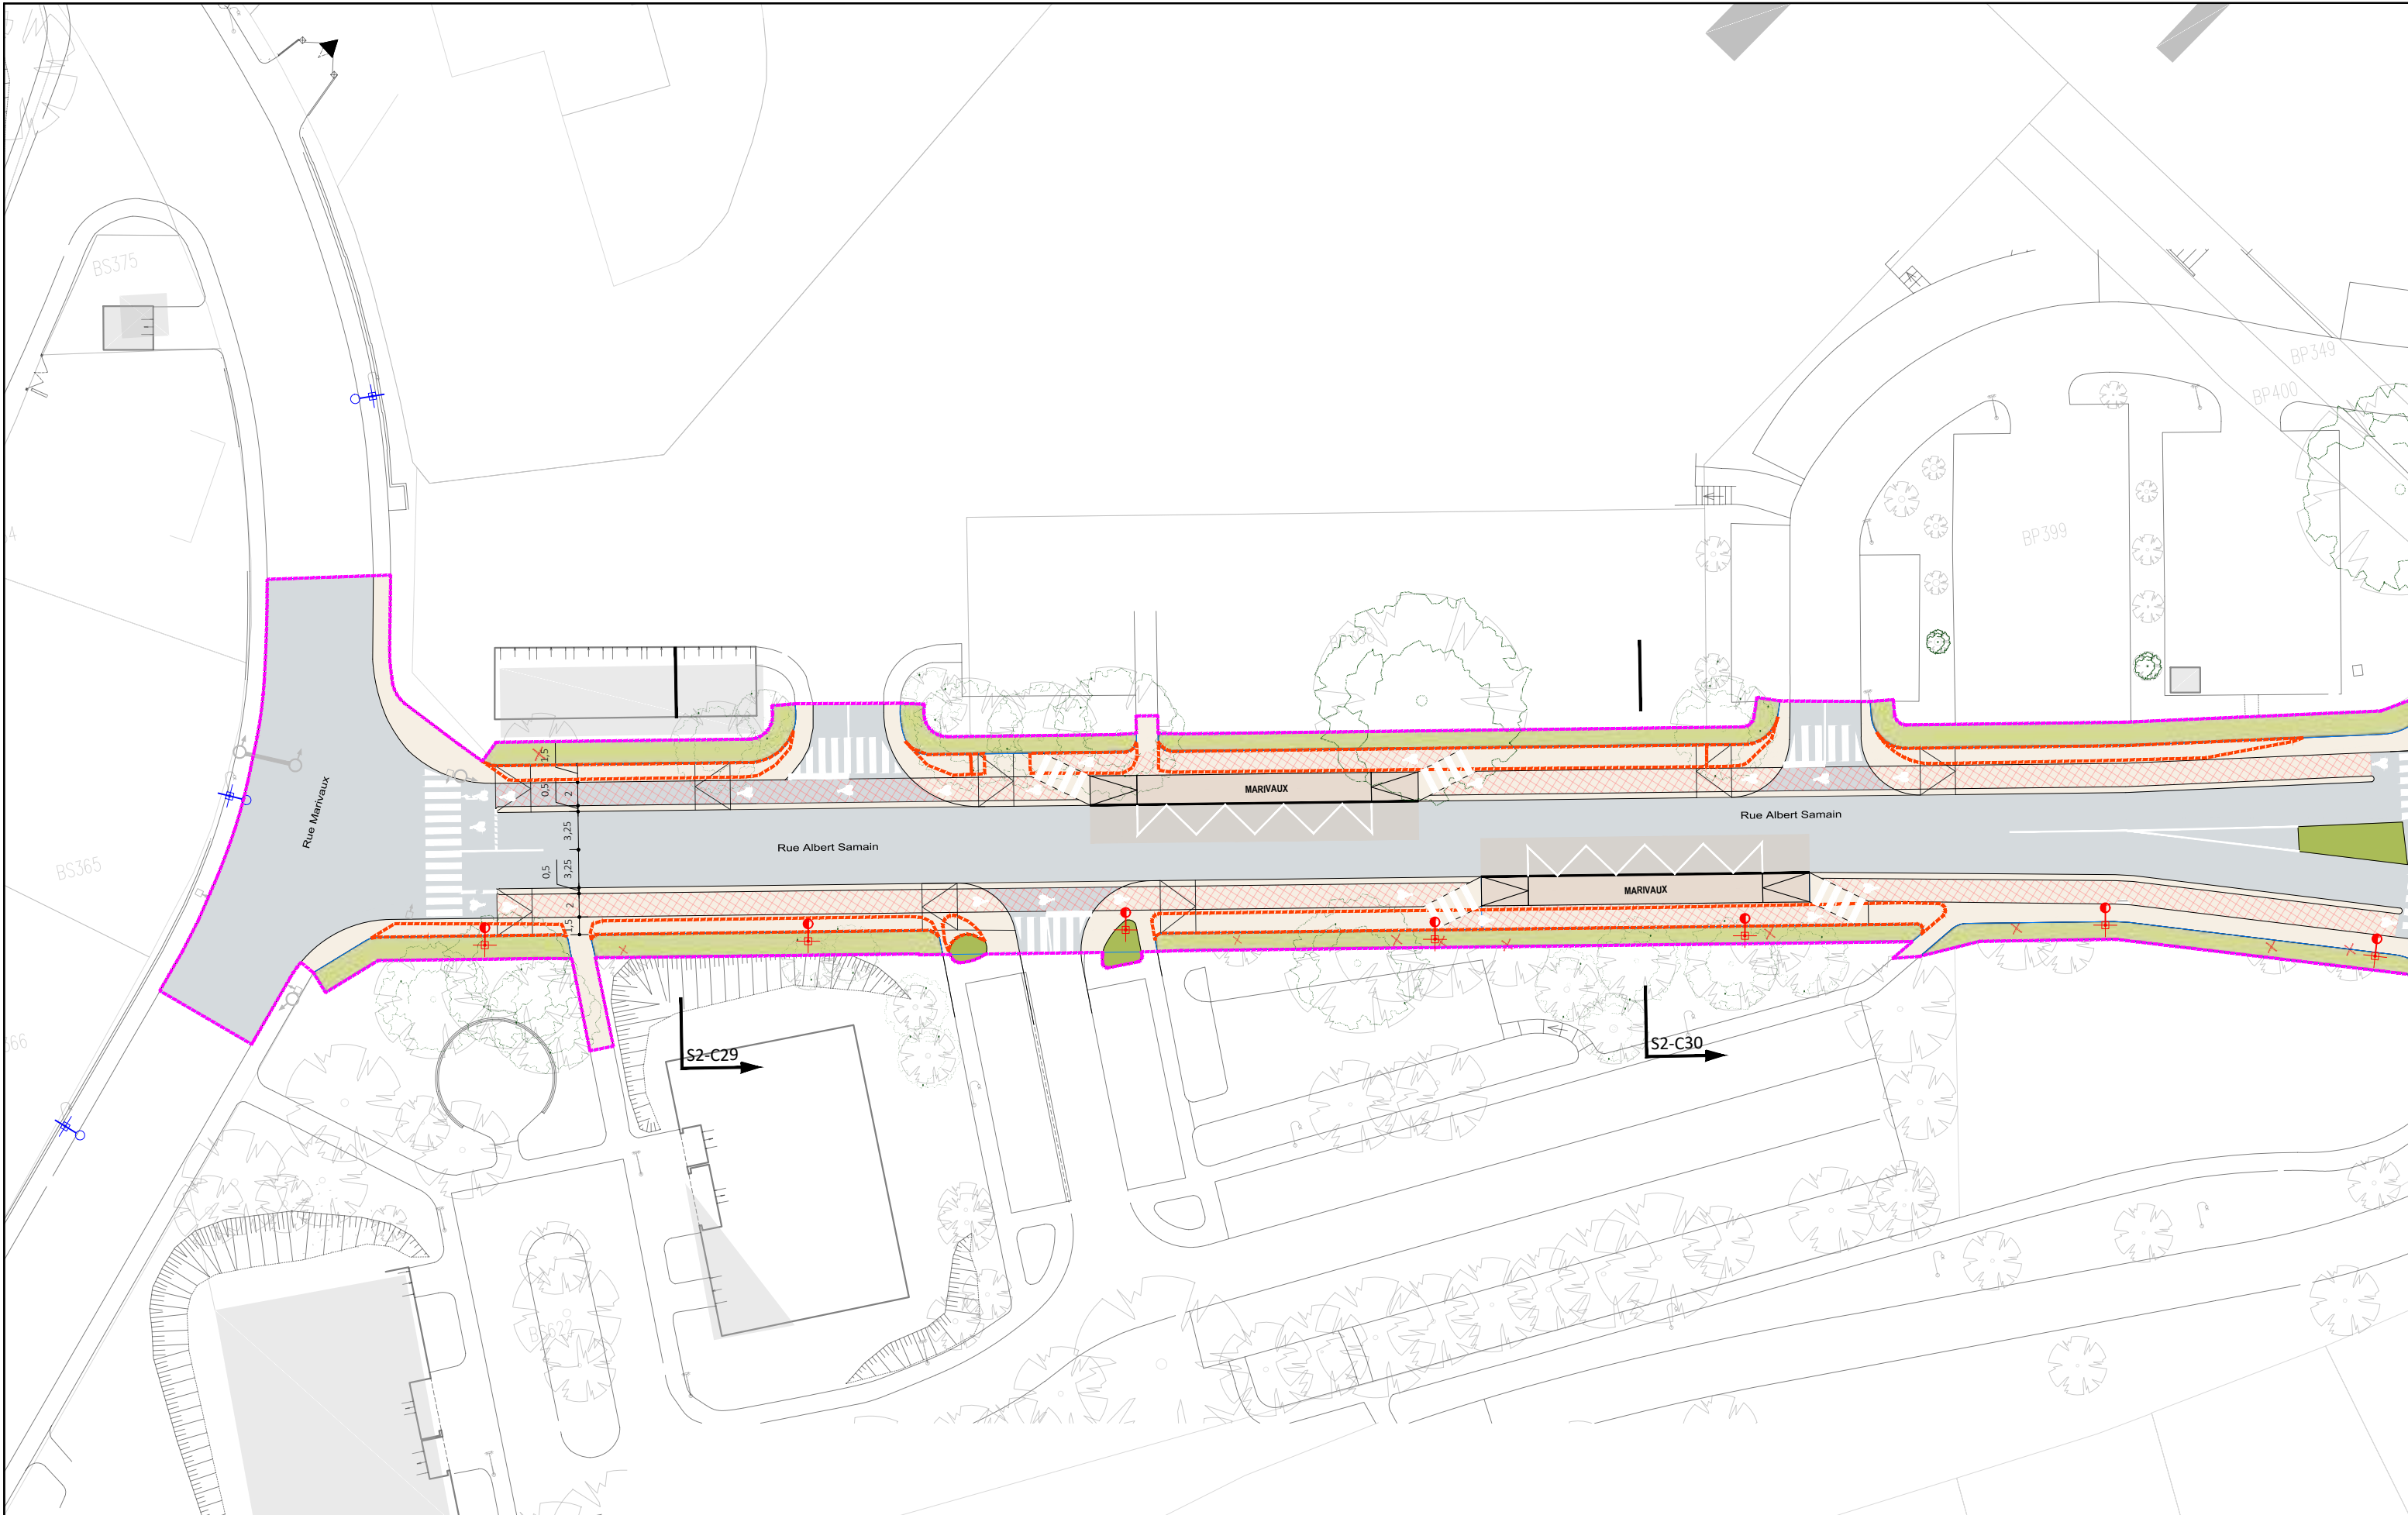 BS375
BP349
BP400
BP399
Rue Marivaux
1,5
0,5
2
MARIVAUX
Rue Albert Samain
3,25
Rue Albert Samain
0,5
3,25
BS365
MARIVAUX
2
1,5
S2-C29
S2-C30